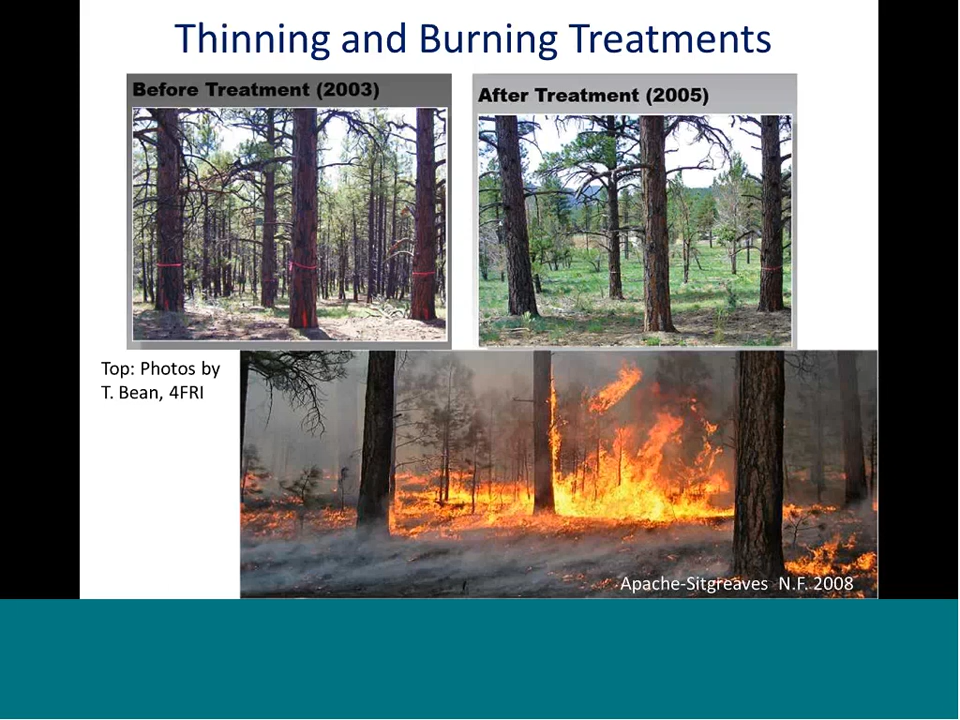 Thinning and Burning Treatments
Before Treatment (2003)
After Treatment (2005)
Top: Photos by
T. Bean, 4FRI
Apache-Sitgreaves N.F. 2008